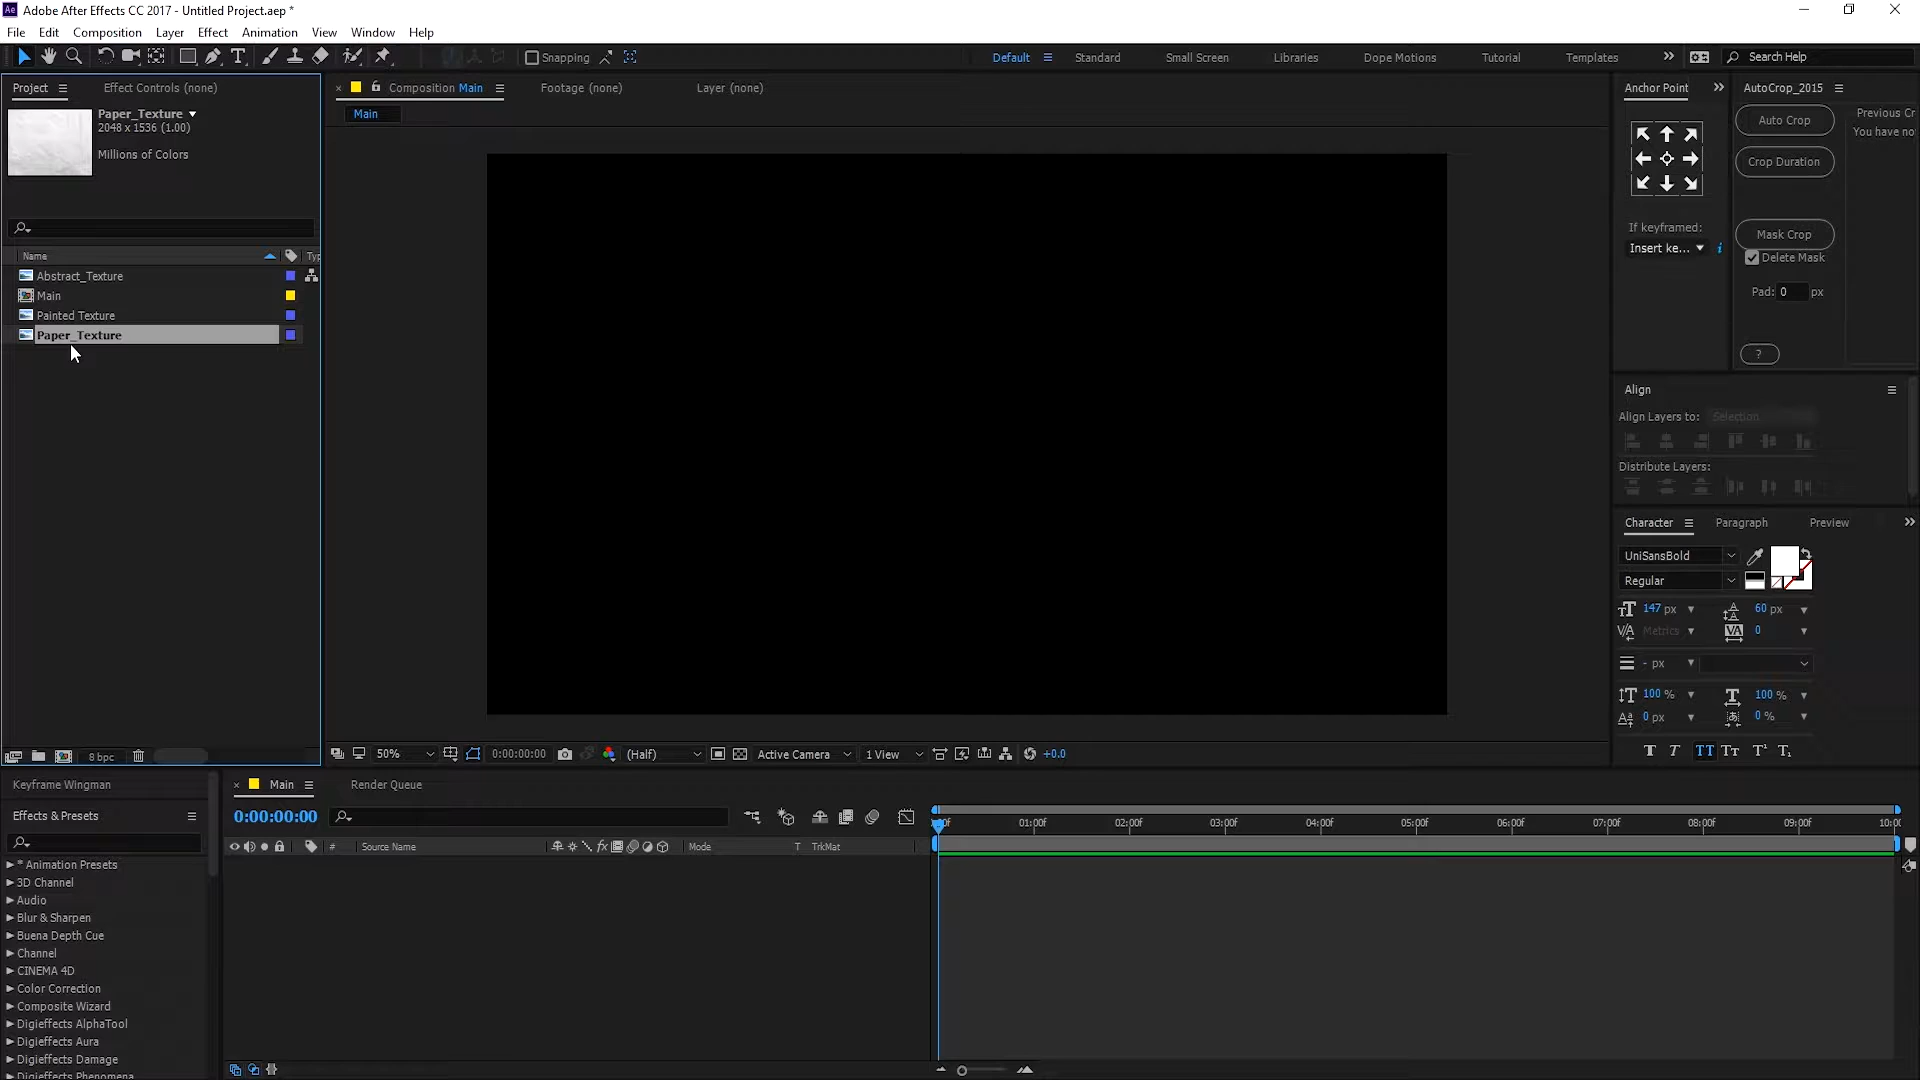 Adobe After Effects CC 2017 - Untitled Project.aep *
File Edit Composition Layer Effect Animation View Window Help
Snapping
Default Standard Small Screen Libraries Dope Motions Tutorial Templates Search Help
Project Effect Controls (none)
Composition Main Footage (none) Layer (none)
Anchor Point AutoCrop_2015
Paper_Texture
2048 x 1536 (1.00)
Millions of Colors
Main
Auto Crop Previous Cr
You have no
Crop Duration
If keyframed:
Insert ke...
Mask Crop
Delete Mask
Pad: 0 px
?
Name Typ
Abstract_Texture
Main
Painted Texture
Paper_Texture
Align
Align Layers to: Selection
Distribute Layers:
Character Paragraph Preview
UniSansBold
Regular
147 px 60 px
Metrics 0
- px
100 % 100 %
0 px 0 %
8 bpc
50% 0:00:00:00 (Half) Active Camera 1 View +0.0
Keyframe Wingman
Main Render Queue
Effects & Presets
0:00:00:00
01:00f 02:00f 03:00f 04:00f 05:00f 06:00f 07:00f 08:00f 09:00f
# Source Name Mode T TrkMat
* Animation Presets
3D Channel
Audio
Blur & Sharpen
Buena Depth Cue
Channel
CINEMA 4D
Color Correction
Composite Wizard
Digieffects AlphaTool
Digieffects Aura
Digieffects Damage
Digieffects Phenomena